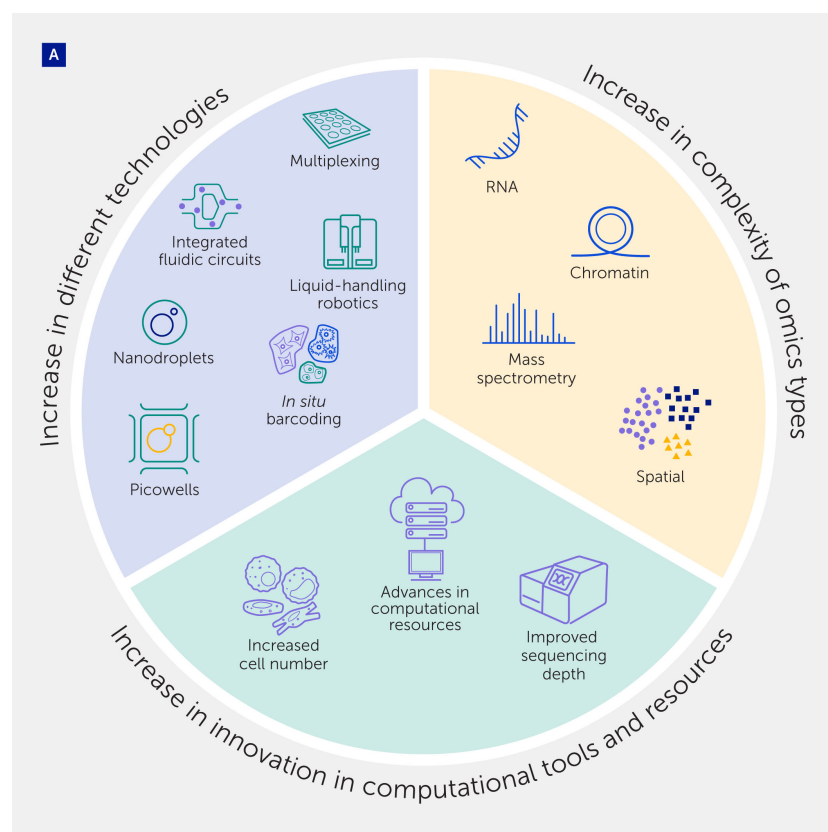 A
Increase in different technologies
Multiplexing
Integrated
fluidic circuits
Liquid-handling
robotics
Nanodroplets
In situ
barcoding
Picowells
Increase in complexity of omics types
RNA
Chromatin
Mass
spectrometry
Spatial
Advances in
computational
resources
Increased
cell number
Improved
sequencing
depth
Increase in innovation in computational tools and resources